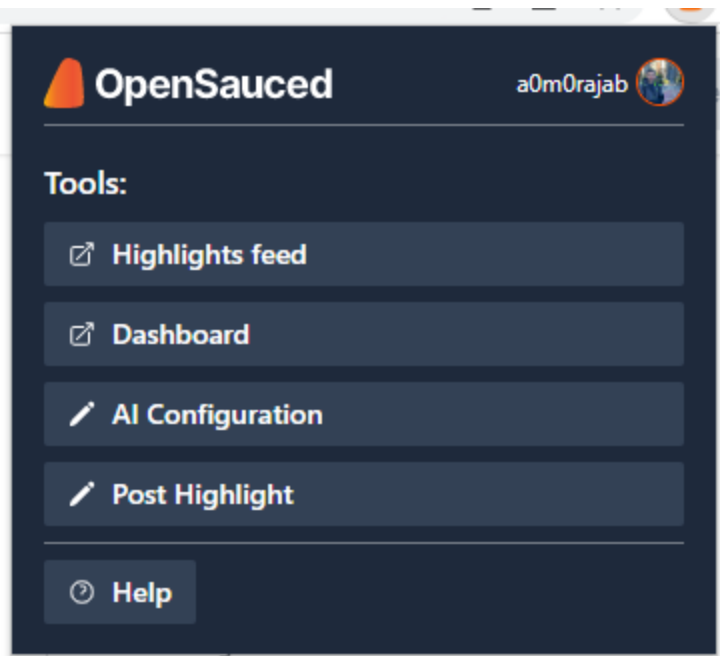 OpenSauced
a0m0rajab
Tools:
Highlights feed
Dashboard
AI Configuration
Post Highlight
Help